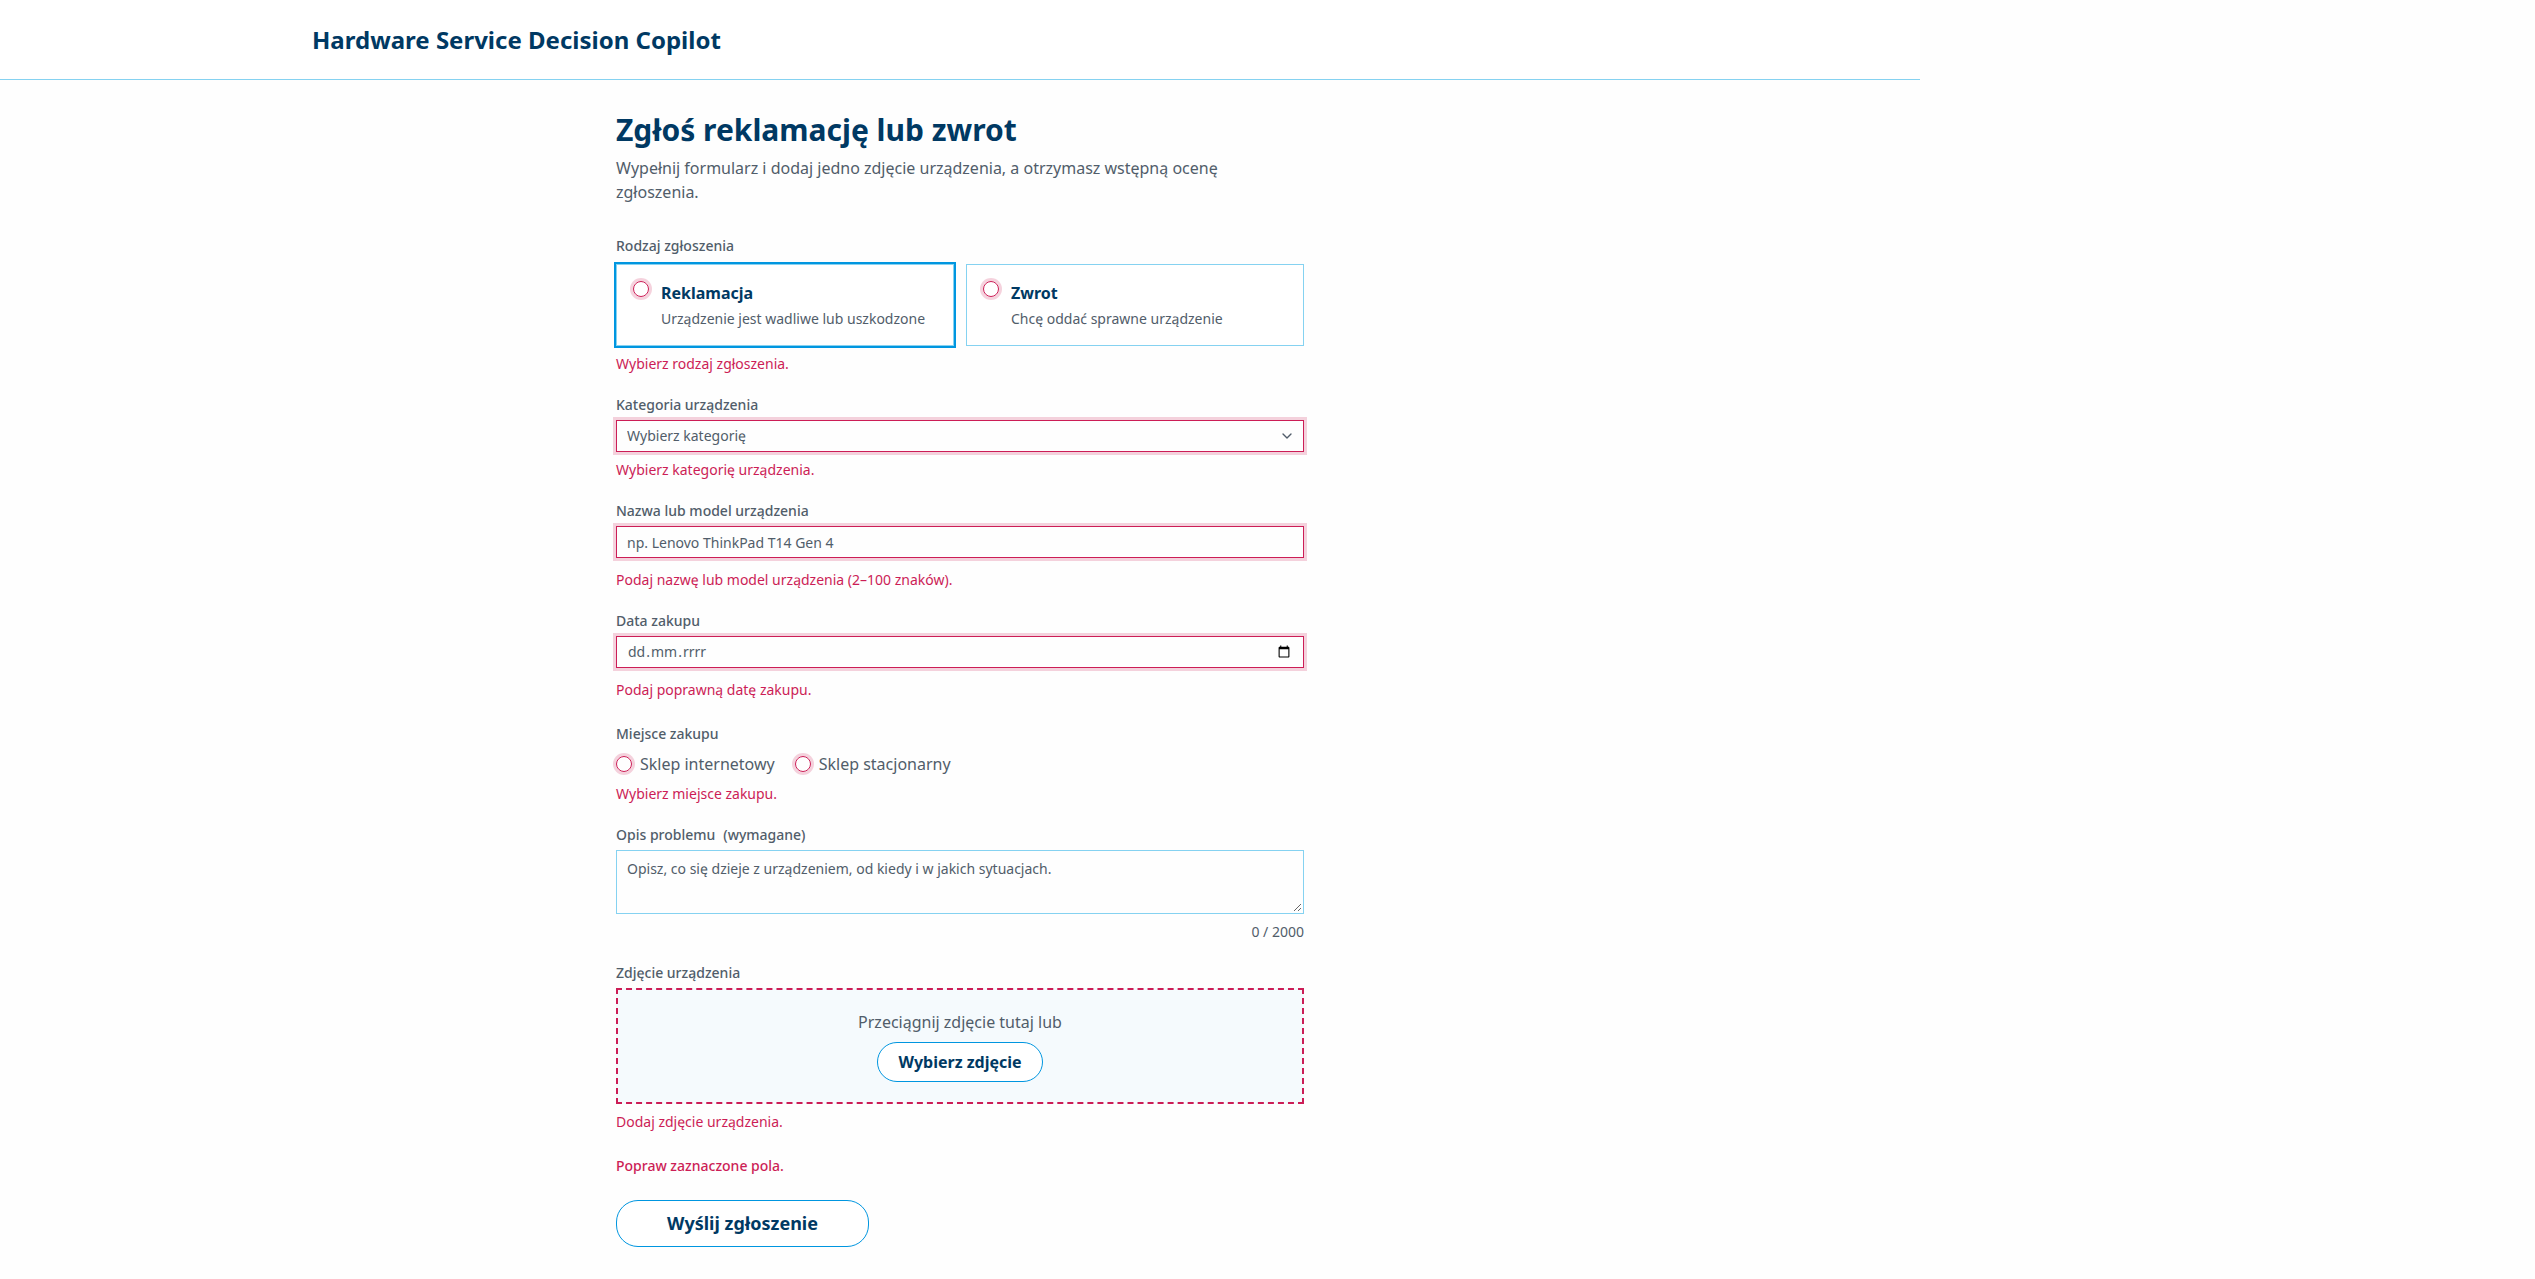 Hardware Service Decision Copilot
Zgłoś reklamację lub zwrot
Wypełnij formularz i dodaj jedno zdjęcie urządzenia, a otrzymasz wstępną ocenę
zgłoszenia.
Rodzaj zgłoszenia
Reklamacja
Urządzenie jest wadliwe lub uszkodzone
Zwrot
Chcę oddać sprawne urządzenie
Wybierz rodzaj zgłoszenia.
Kategoria urządzenia
Wybierz kategorię
Wybierz kategorię urządzenia.
Nazwa lub model urządzenia
np. Lenovo ThinkPad T14 Gen 4
Podaj nazwę lub model urządzenia (2–100 znaków).
Data zakupu
dd.mm.rrrr
Podaj poprawną datę zakupu.
Miejsce zakupu
Sklep internetowy
Sklep stacjonarny
Wybierz miejsce zakupu.
Opis problemu (wymagane)
Opisz, co się dzieje z urządzeniem, od kiedy i w jakich sytuacjach.
0 / 2000
Zdjęcie urządzenia
Przeciągnij zdjęcie tutaj lub
Wybierz zdjęcie
Dodaj zdjęcie urządzenia.
Popraw zaznaczone pola.
Wyślij zgłoszenie